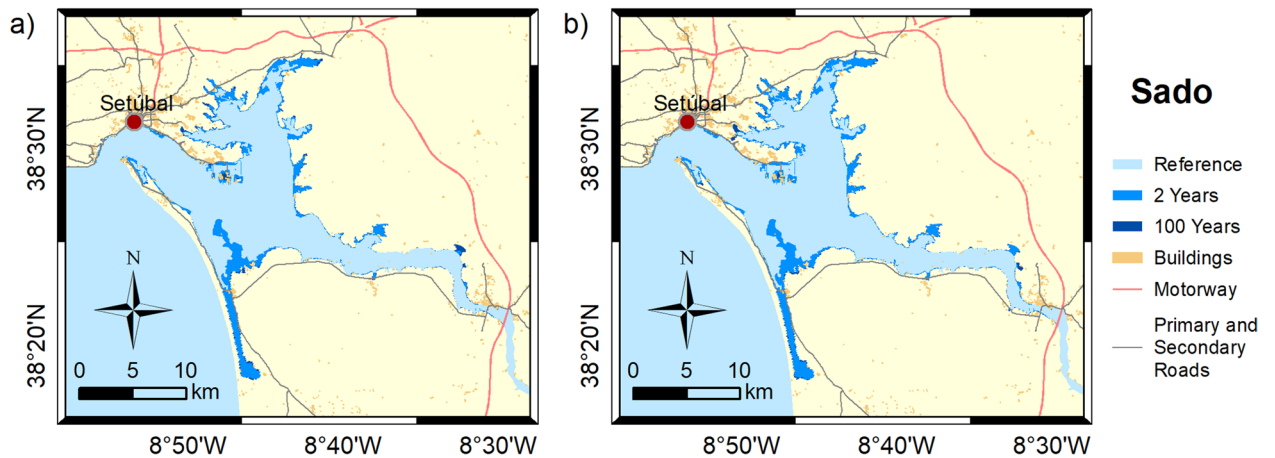 a)
Setúbal
38°30'N
38°20'N
N
0 5 10
km
8°50'W 8°40'W 8°30'W
b)
Setúbal
38°30'N
38°20'N
N
0 5 10
km
8°50'W 8°40'W 8°30'W
Sado
Reference
2 Years
100 Years
Buildings
Motorway
Primary and
Secondary
Roads